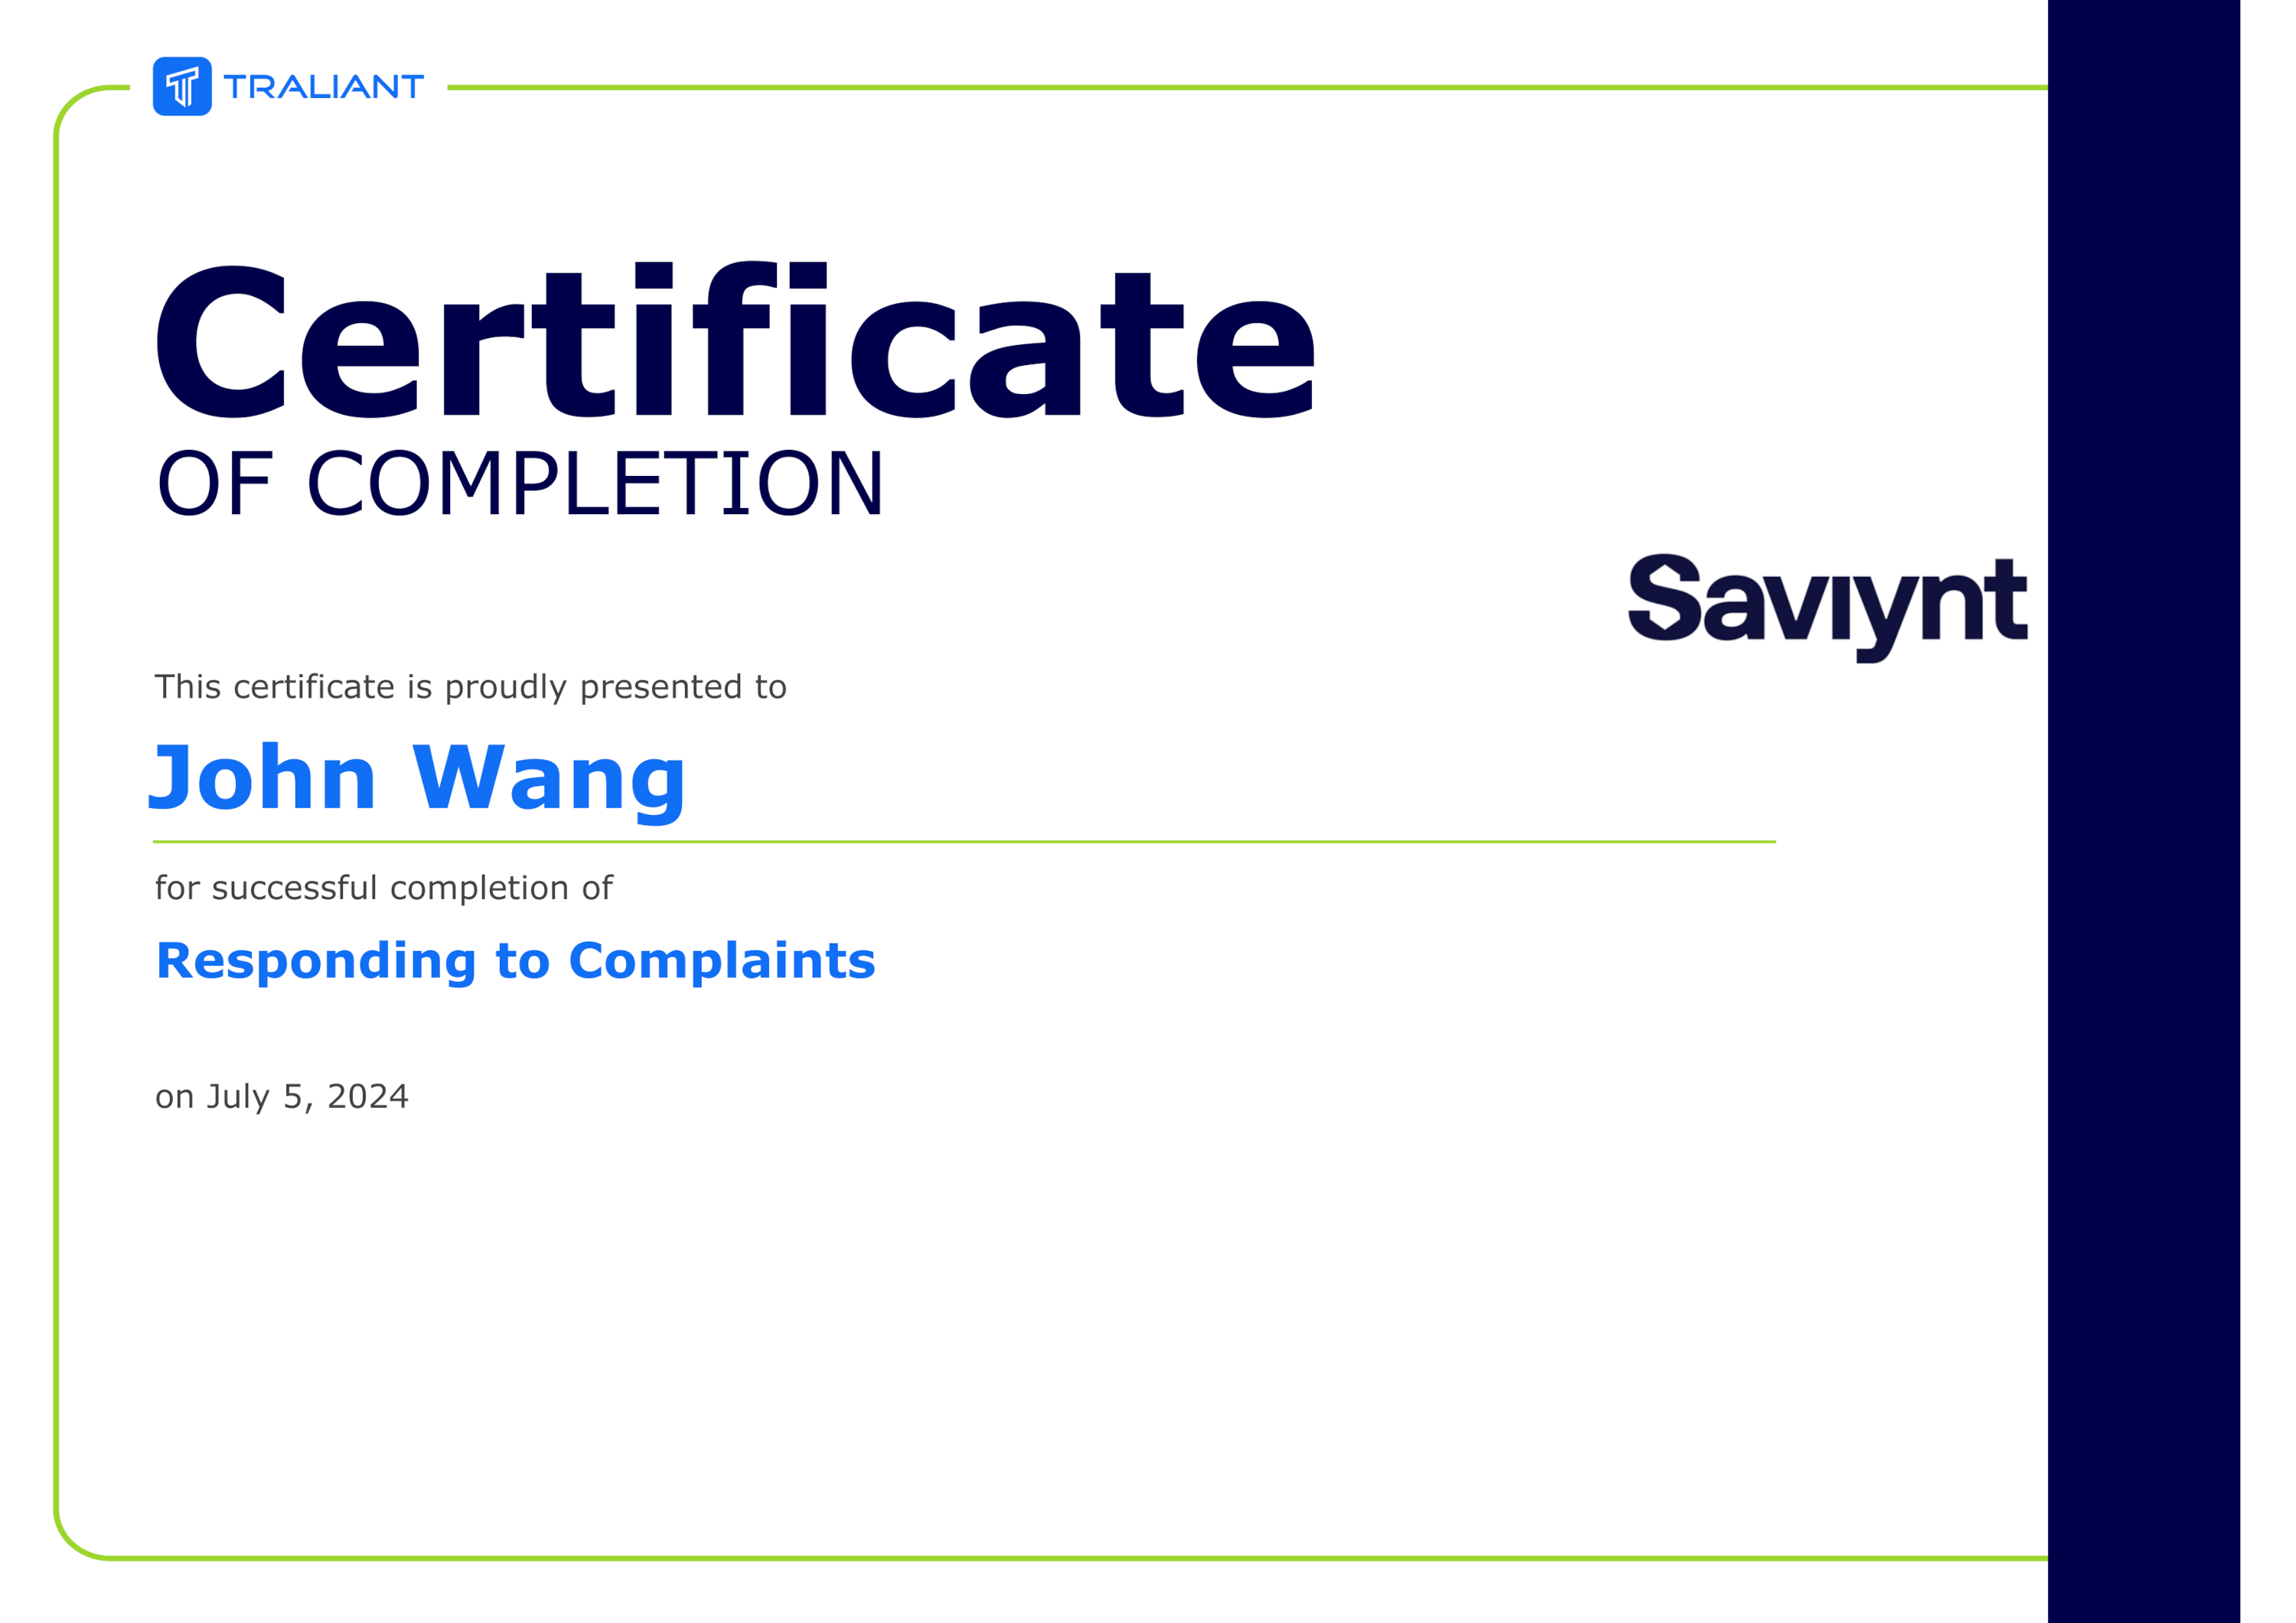 TRALIANT
Certificate
OF COMPLETION
Saviynt
This certificate is proudly presented to
John Wang
for successful completion of
Responding to Complaints
on July 5, 2024